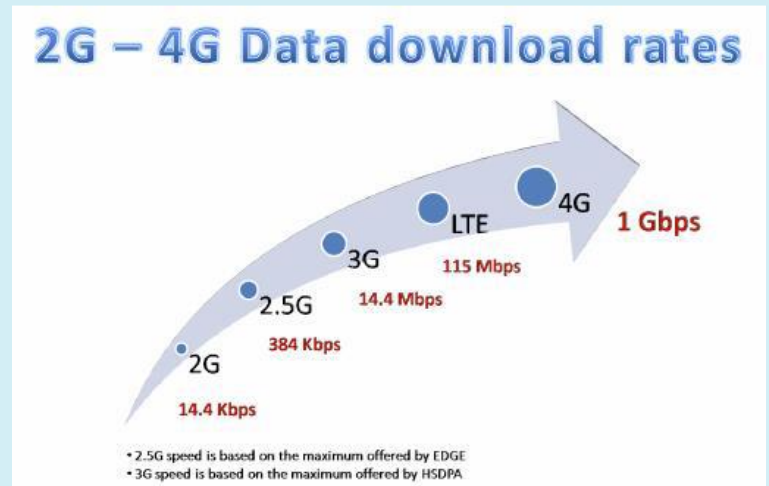 2G – 4G Data download rates
4G
1 Gbps
LTE
115 Mbps
3G
14.4 Mbps
2.5G
384 Kbps
2G
14.4 Kbps
• 2.5G speed is based on the maximum offered by EDGE
• 3G speed is based on the maximum offered by HSDPA